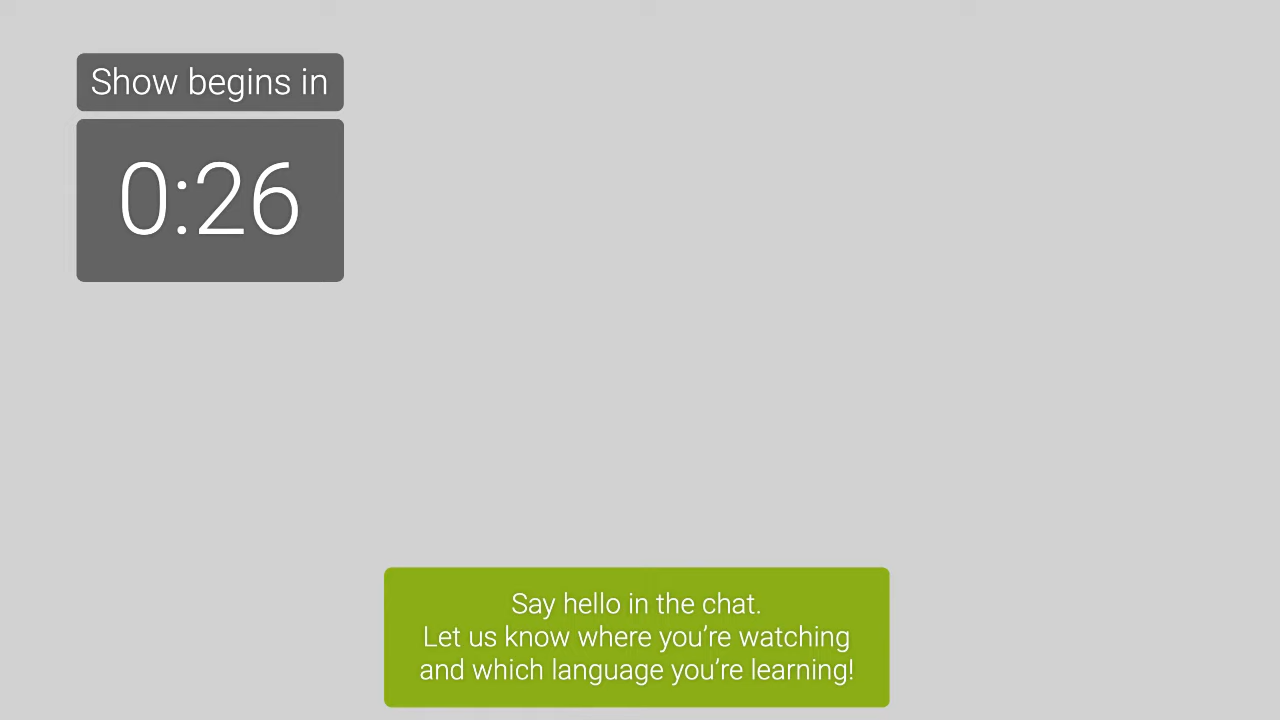 Show begins in
0:26
Say hello in the chat.
Let us know where you’re watching
and which language you’re learning!